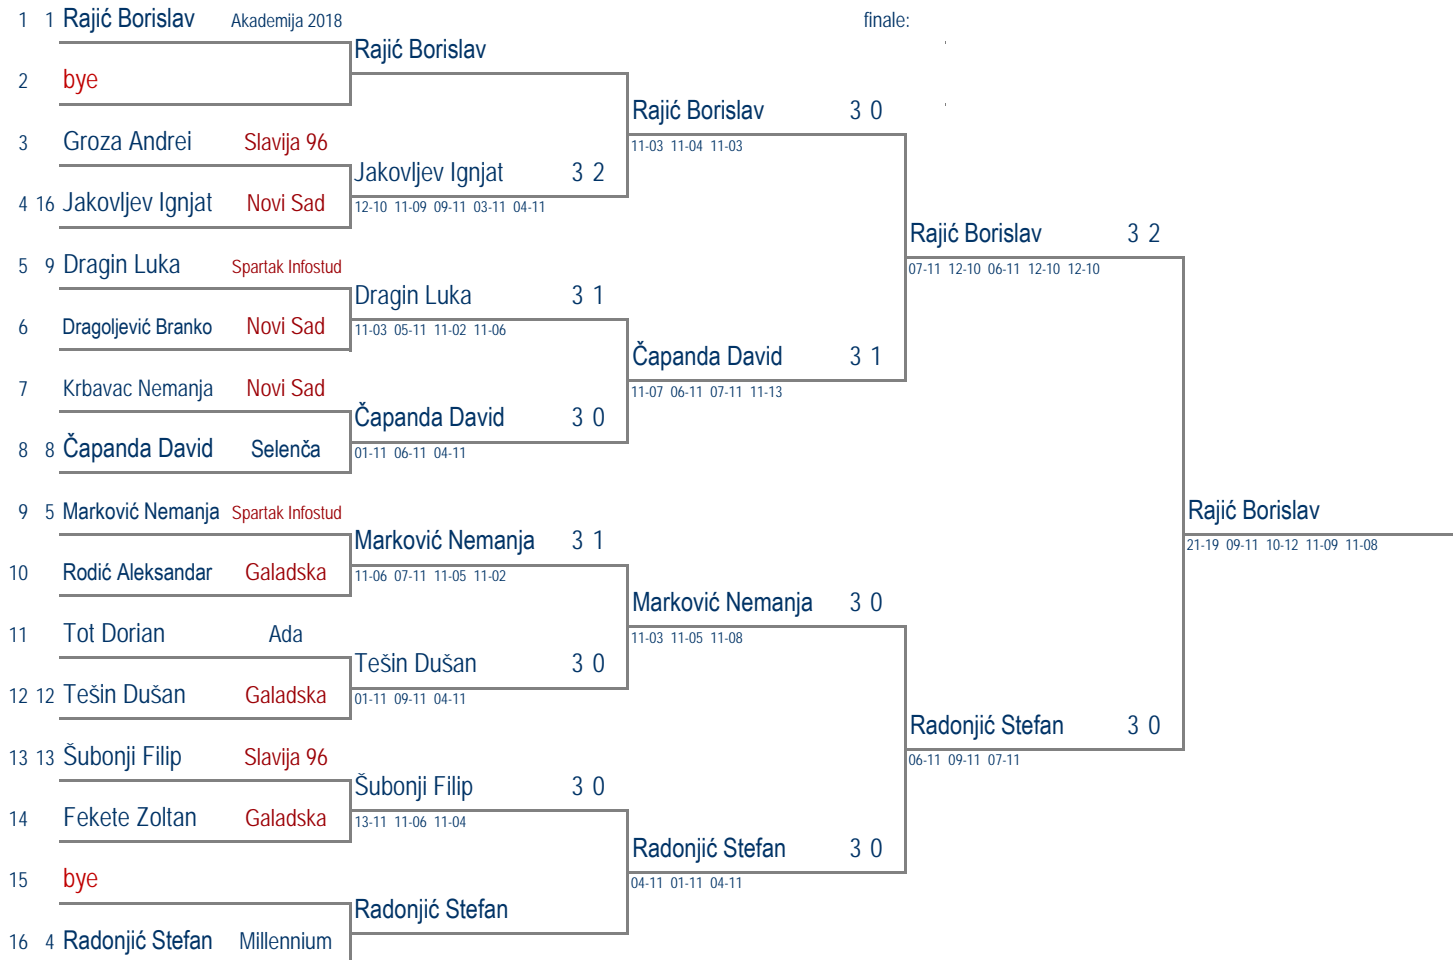 1 1 Rajić Borislav Akademija 2018 finale:
Rajić Borislav
2 bye
Rajić Borislav 3 0
3 Groza Andrei Slavija 96
11-03 11-04 11-03
Jakovljev Ignjat 3 2
4 16 Jakovljev Ignjat Novi Sad
12-10 11-09 09-11 03-11 04-11
Rajić Borislav 3 2
5 9 Dragin Luka Spartak Infostud
07-11 12-10 06-11 12-10 12-10
Dragin Luka 3 1
6 Dragoljević Branko Novi Sad
11-03 05-11 11-02 11-06
Čapanda David 3 1
7 Krbavac Nemanja Novi Sad
11-07 06-11 07-11 11-13
Čapanda David 3 0
8 8 Čapanda David Selenča
01-11 06-11 04-11
9 5 Marković Nemanja Spartak Infostud
Rajić Borislav
Marković Nemanja 3 1
21-19 09-11 10-12 11-09 11-08
10 Rodić Aleksandar Galadska
11-06 07-11 11-05 11-02
Marković Nemanja 3 0
11 Tot Dorian Ada
11-03 11-05 11-08
Tešin Dušan 3 0
12 12 Tešin Dušan Galadska
01-11 09-11 04-11
Radonjić Stefan 3 0
13 13 Šubonji Filip Slavija 96
06-11 09-11 07-11
Šubonji Filip 3 0
14 Fekete Zoltan Galadska
13-11 11-06 11-04
Radonjić Stefan 3 0
15 bye
04-11 01-11 04-11
Radonjić Stefan
16 4 Radonjić Stefan Millennium